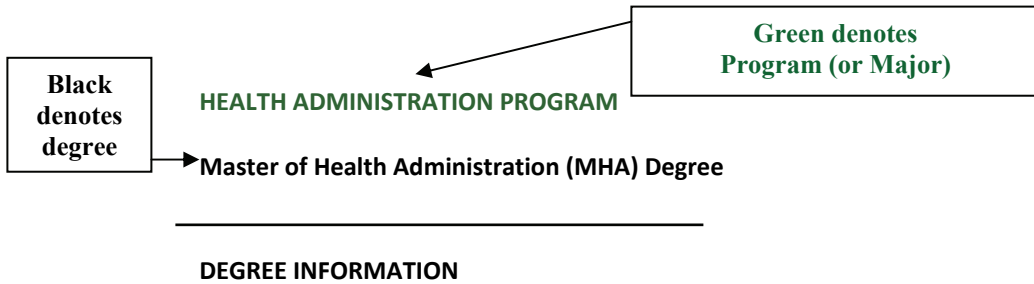 Green denotes
Program (or Major)
Black
denotes
degree
HEALTH ADMINISTRATION PROGRAM
Master of Health Administration (MHA) Degree
DEGREE INFORMATION